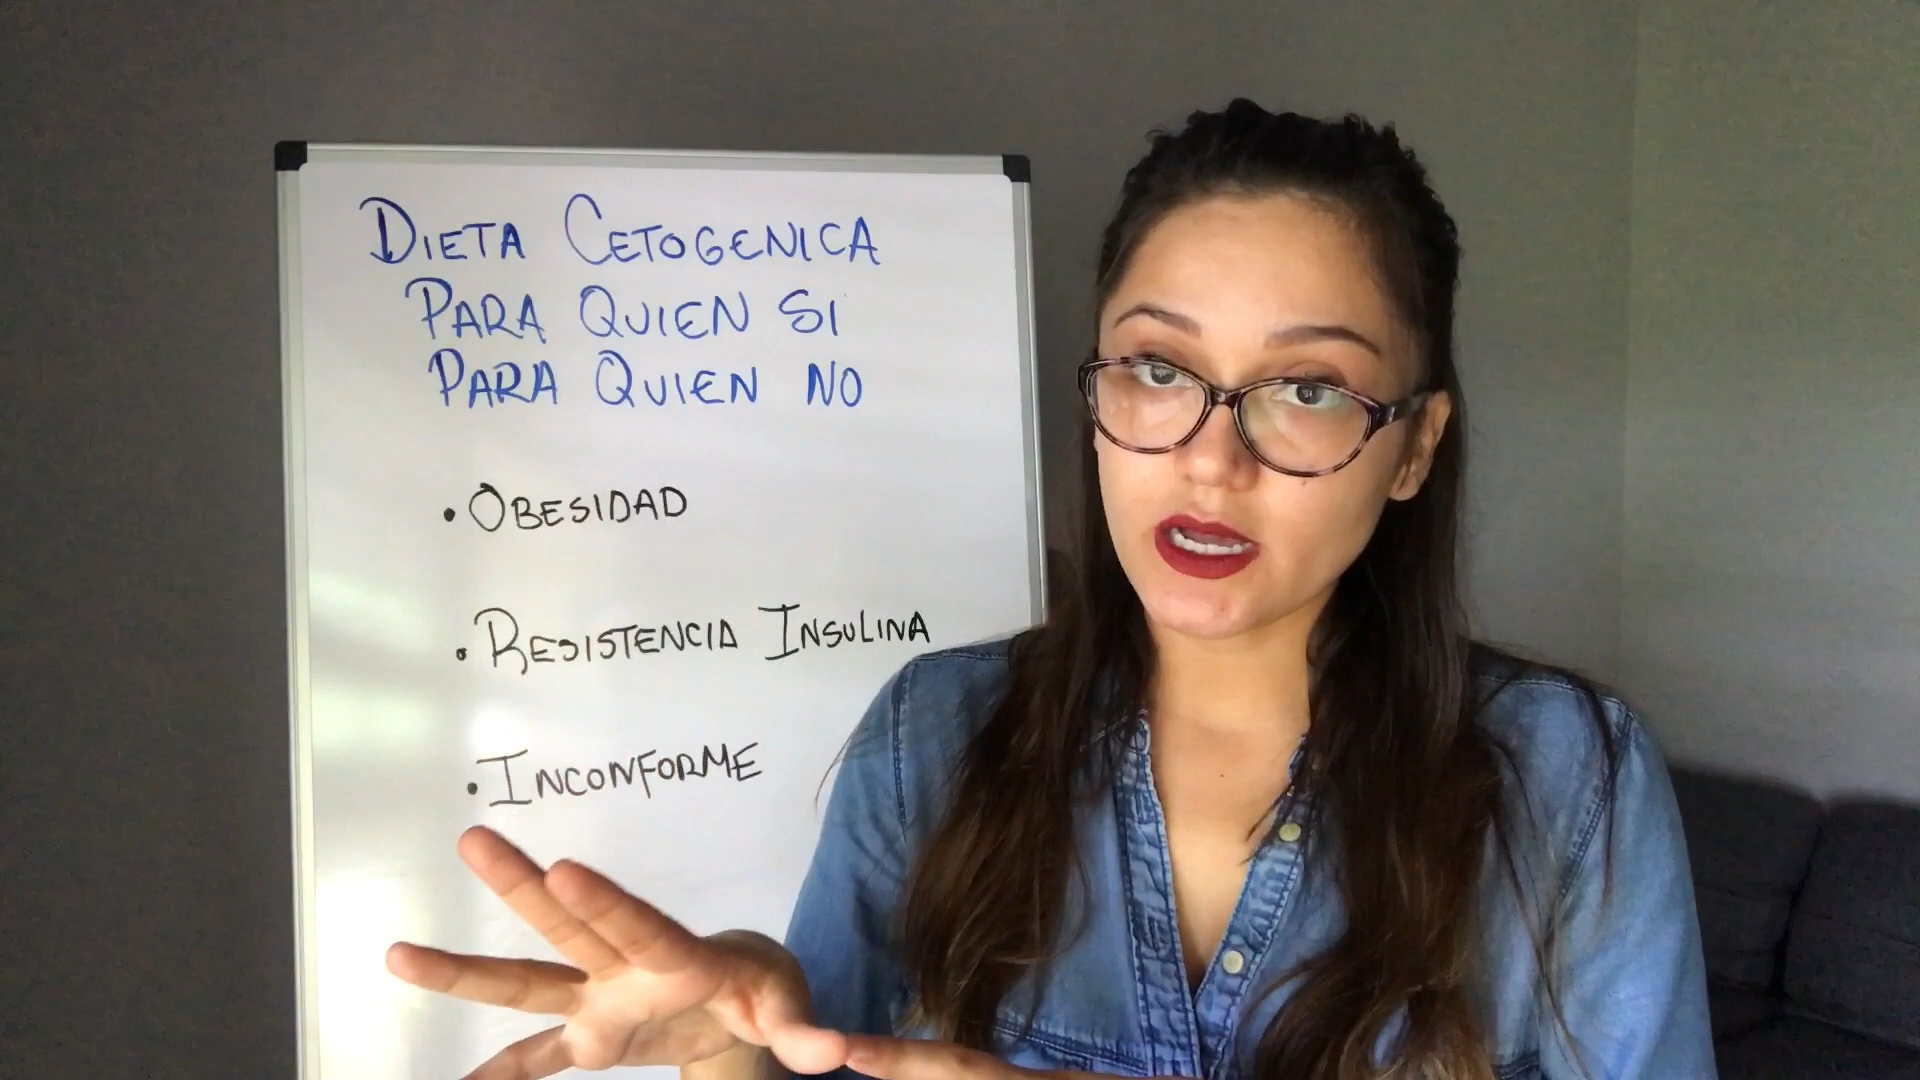 DIETA CETOGENICA
PARA QUIEN SI
PARA QUIEN NO
• OBESIDAD
• RESISTENCIA INSULINA
• INCONFORME